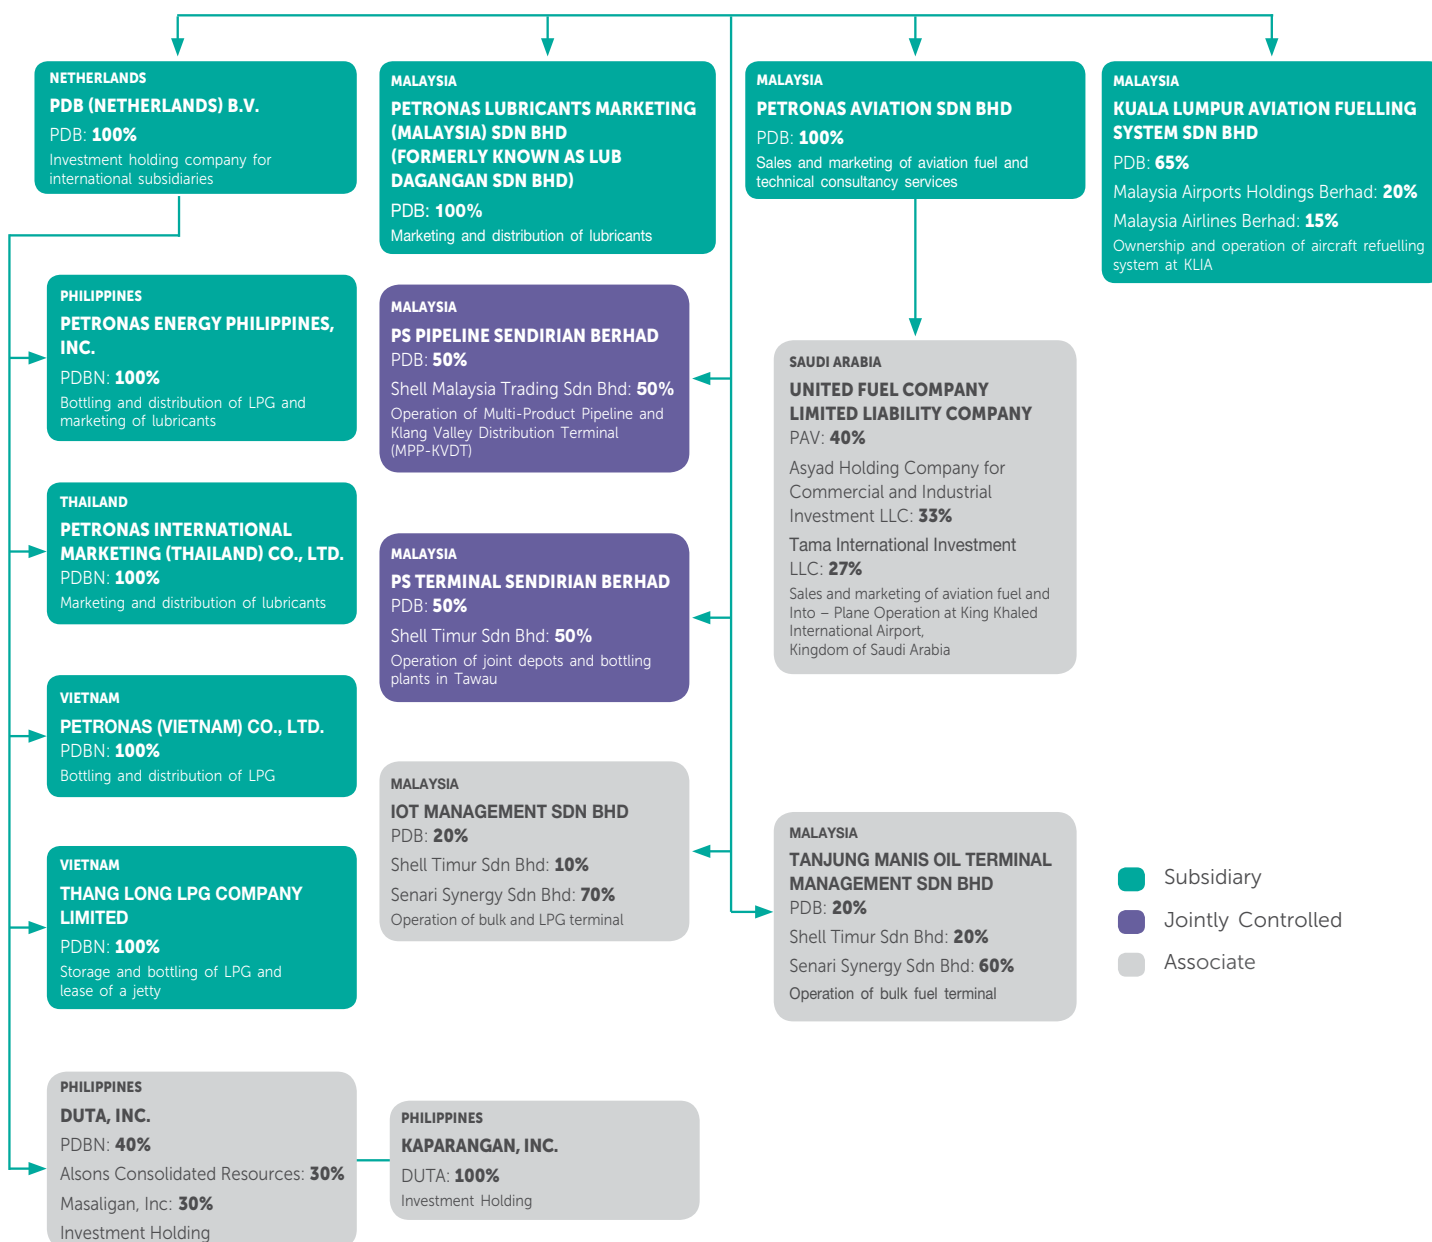 NETHERLANDS
PDB (NETHERLANDS) B.V.
PDB: 100%
Investment holding company for
international subsidiaries
MALAYSIA
PETRONAS LUBRICANTS MARKETING
(MALAYSIA) SDN BHD
(FORMERLY KNOWN AS LUB
DAGANGAN SDN BHD)
PDB: 100%
Marketing and distribution of lubricants
MALAYSIA
PETRONAS AVIATION SDN BHD
PDB: 100%
Sales and marketing of aviation fuel and
technical consultancy services
MALAYSIA
KUALA LUMPUR AVIATION FUELLING
SYSTEM SDN BHD
PDB: 65%
Malaysia Airports Holdings Berhad: 20%
Malaysia Airlines Berhad: 15%
Ownership and operation of aircraft refuelling
system at KLIA
PHILIPPINES
PETRONAS ENERGY PHILIPPINES,
INC.
PDBN: 100%
Bottling and distribution of LPG and
marketing of lubricants
MALAYSIA
PS PIPELINE SENDIRIAN BERHAD
PDB: 50%
Shell Malaysia Trading Sdn Bhd: 50%
Operation of Multi-Product Pipeline and
Klang Valley Distribution Terminal
(MPP-KVDT)
SAUDI ARABIA
UNITED FUEL COMPANY
LIMITED LIABILITY COMPANY
PAV: 40%
Asyad Holding Company for
Commercial and Industrial
Investment LLC: 33%
Tama International Investment
LLC: 27%
Sales and marketing of aviation fuel and
Into – Plane Operation at King Khaled
International Airport,
Kingdom of Saudi Arabia
THAILAND
PETRONAS INTERNATIONAL
MARKETING (THAILAND) CO., LTD.
PDBN: 100%
Marketing and distribution of lubricants
MALAYSIA
PS TERMINAL SENDIRIAN BERHAD
PDB: 50%
Shell Timur Sdn Bhd: 50%
Operation of joint depots and bottling
plants in Tawau
VIETNAM
PETRONAS (VIETNAM) CO., LTD.
PDBN: 100%
Bottling and distribution of LPG
MALAYSIA
IOT MANAGEMENT SDN BHD
PDB: 20%
Shell Timur Sdn Bhd: 10%
Senari Synergy Sdn Bhd: 70%
Operation of bulk and LPG terminal
MALAYSIA
TANJUNG MANIS OIL TERMINAL
MANAGEMENT SDN BHD
PDB: 20%
Shell Timur Sdn Bhd: 20%
Senari Synergy Sdn Bhd: 60%
Operation of bulk fuel terminal
VIETNAM
THANG LONG LPG COMPANY
LIMITED
PDBN: 100%
Storage and bottling of LPG and
lease of a jetty
Subsidiary
Jointly Controlled
Associate
PHILIPPINES
DUTA, INC.
PDBN: 40%
Alsons Consolidated Resources: 30%
Masaligan, Inc: 30%
Investment Holding
PHILIPPINES
KAPARANGAN, INC.
DUTA: 100%
Investment Holding